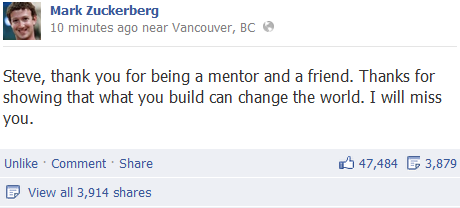 Mark Zuckerberg
10 minutes ago near Vancouver, BC
Steve, thank you for being a mentor and a friend. Thanks for
showing that what you build can change the world. I will miss
you.
Unlike · Comment · Share 47,484 3,879
View all 3,914 shares